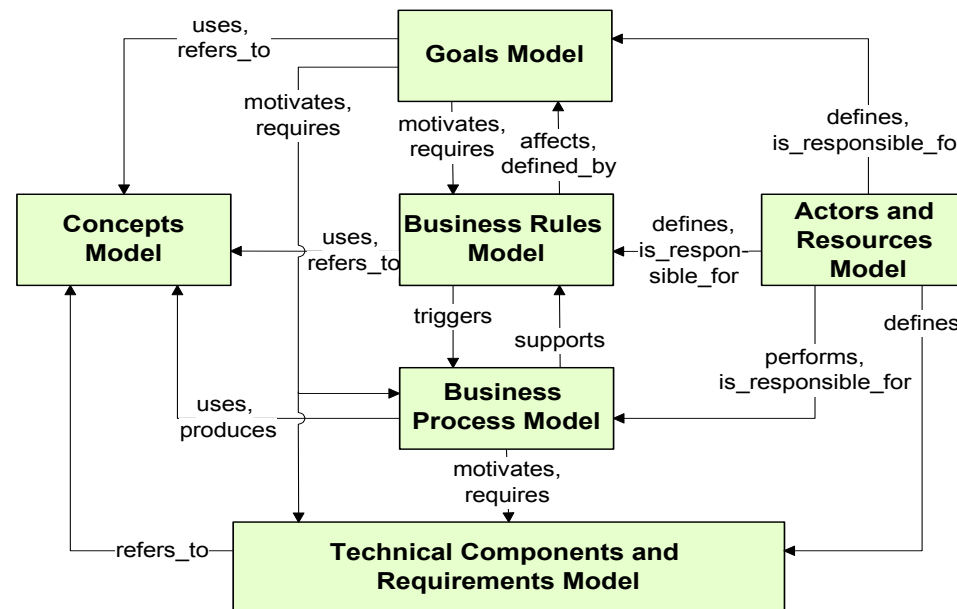 uses,
refers_to
Goals Model
motivates,
requires
motivates,
requires
affects,
defined_by
defines,
is_responsible_fo
Concepts
Model
uses,
refers_to
Business Rules
Model
defines,
is_respon-
sible_for
Actors and
Resources
Model
triggers
supports
defines
performs,
is_responsible_for
uses,
produces
Business
Process Model
motivates,
requires
refers_to
Technical Components and
Requirements Model